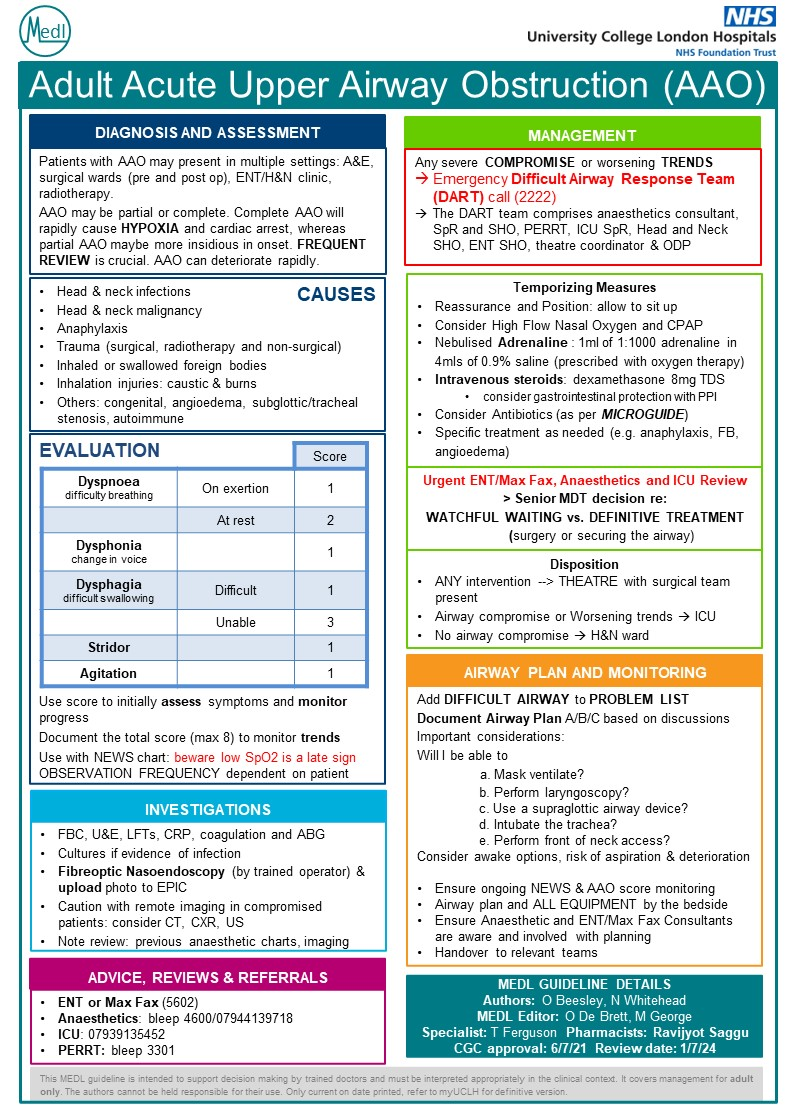 Medl
NHS
University College London Hospitals
NHS Foundation Trust
Adult Acute Upper Airway Obstruction (AAO)
DIAGNOSIS AND ASSESSMENT
Patients with AAO may present in multiple settings: A&E,
surgical wards (pre and post op), ENT/H&N clinic,
radiotherapy.
AAO may be partial or complete. Complete AAO will
rapidly cause HYPOXIA and cardiac arrest, whereas
partial AAO maybe more insidious in onset. FREQUENT
REVIEW is crucial. AAO can deteriorate rapidly.
CAUSES
• Head & neck infections
• Head & neck malignancy
• Anaphylaxis
• Trauma (surgical, radiotherapy and non-surgical)
• Inhaled or swallowed foreign bodies
• Inhalation injuries: caustic & burns
• Others: congenital, angioedema, subglottic/tracheal
stenosis, autoimmune
EVALUATION
Score
Dyspnoea On exertion 1
difficulty breathing
At rest 2
Dysphonia 1
change in voice
Dysphagia Difficult 1
difficult swallowing
Unable 3
Stridor 1
Agitation 1
Use score to initially assess symptoms and monitor
progress
Document the total score (max 8) to monitor trends
Use with NEWS chart: beware low SpO2 is a late sign
OBSERVATION FREQUENCY dependent on patient
INVESTIGATIONS
• FBC, U&E, LFTs, CRP, coagulation and ABG
• Cultures if evidence of infection
• Fibreoptic Nasoendoscopy (by trained operator) &
upload photo to EPIC
• Caution with remote imaging in compromised
patients: consider CT, CXR, US
• Note review: previous anaesthetic charts, imaging
ADVICE, REVIEWS & REFERRALS
• ENT or Max Fax (5602)
• Anaesthetics: bleep 4600/07944139718
• ICU: 07939135452
• PERRT: bleep 3301
MANAGEMENT
Any severe COMPROMISE or worsening TRENDS
→ Emergency Difficult Airway Response Team
(DART) call (2222)
→ The DART team comprises anaesthetics consultant,
SpR and SHO, PERRT, ICU SpR, Head and Neck
SHO, ENT SHO, theatre coordinator & ODP
Temporizing Measures
• Reassurance and Position: allow to sit up
• Consider High Flow Nasal Oxygen and CPAP
• Nebulised Adrenaline : 1ml of 1:1000 adrenaline in
4mls of 0.9% saline (prescribed with oxygen therapy)
• Intravenous steroids: dexamethasone 8mg TDS
• consider gastrointestinal protection with PPI
• Consider Antibiotics (as per MICROGUIDE)
• Specific treatment as needed (e.g. anaphylaxis, FB,
angioedema)
Urgent ENT/Max Fax, Anaesthetics and ICU Review
> Senior MDT decision re:
WATCHFUL WAITING vs. DEFINITIVE TREATMENT
(surgery or securing the airway)
Disposition
• ANY intervention --> THEATRE with surgical team
present
• Airway compromise or Worsening trends → ICU
• No airway compromise → H&N ward
AIRWAY PLAN AND MONITORING
Add DIFFICULT AIRWAY to PROBLEM LIST
Document Airway Plan A/B/C based on discussions
Important considerations:
Will I be able to
a. Mask ventilate?
b. Perform laryngoscopy?
c. Use a supraglottic airway device?
d. Intubate the trachea?
e. Perform front of neck access?
Consider awake options, risk of aspiration & deterioration
• Ensure ongoing NEWS & AAO score monitoring
• Airway plan and ALL EQUIPMENT by the bedside
• Ensure Anaesthetic and ENT/Max Fax Consultants
are aware and involved with planning
• Handover to relevant teams
MEDL GUIDELINE DETAILS
Authors: O Beesley, N Whitehead
MEDL Editor: O De Brett, M George
Specialist: T Ferguson Pharmacists: Ravijyot Saggu
CGC approval: 6/7/21 Review date: 1/7/24
This MEDL guideline is intended to support decision making by trained doctors and must be interpreted appropriately in the clinical context. It covers management for adult
only. The authors cannot be held responsible for their use. Only current on date printed, refer to myUCLH for definitive version.